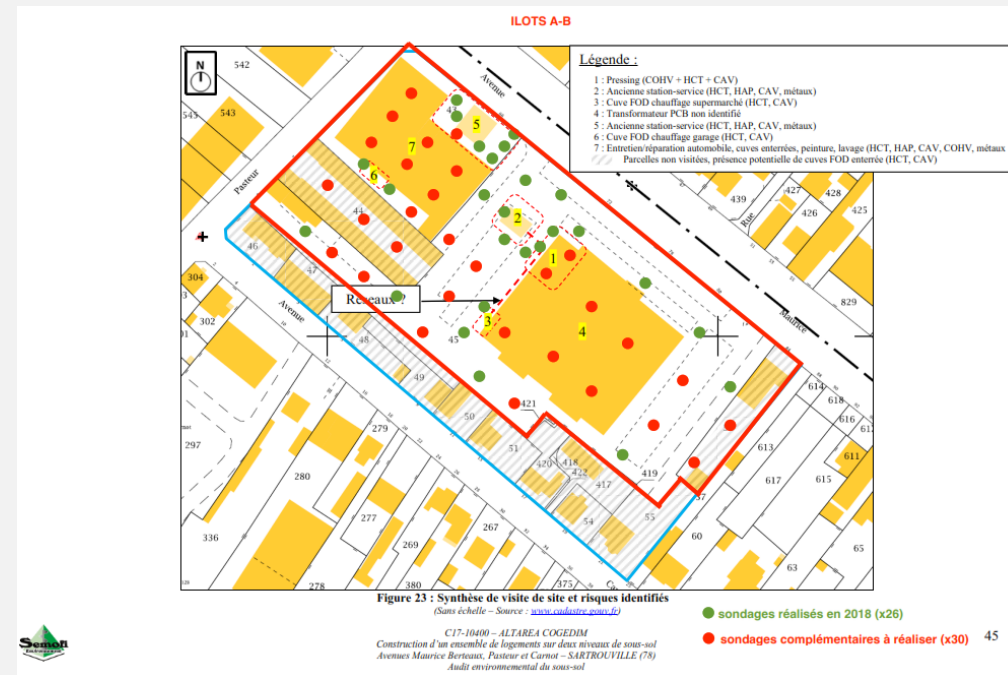 ILOTS A-B
N
Légende :
1 : Pressing (COHV + HCT + CAV)
2 : Ancienne station-service (HCT, HAP, CAV, métaux)
3 : Cuve FOD chauffage supermarché (HCT, CAV)
4 : Transformateur PCB non identifié
5 : Ancienne station-service (HCT, HAP, CAV, métaux)
6 : Cuve FOD chauffage garage (HCT, CAV)
7 : Entretien/réparation automobile, cuves enterrées, peinture, lavage (HCT, HAP, CAV, COHV, métaux
Parcelles non visitées, présence potentielle de cuves FOD enterrée (HCT, CAV)
542
Avenue
545
543
43
5
7
Pasteur
6
439
427
428
Rue
426
425
44
2
46
1
47
304
Réseaux ?
829
Avenue
302
3
4
Maurice
48
45
49
614
618
421
50
616
279
297
51
613
611
420
418
422
417
419
280
617
615
277
267
54
55
37
336
60
65
269
63
278
380
375
Figure 23 : Synthèse de visite de site et risques identifiés
(Sans échelle – Source : www.cadastre.gouv.fr)
sondages réalisés en 2018 (x26)
sondages complémentaires à réaliser (x30)
45
Semofi
C17-10400 – ALTAREA COGEDIM
Construction d'un ensemble de logements sur deux niveaux de sous-sol
Avenues Maurice Berteaux, Pasteur et Carnot – SARTROUVILLE (78)
Audit environnemental du sous-sol